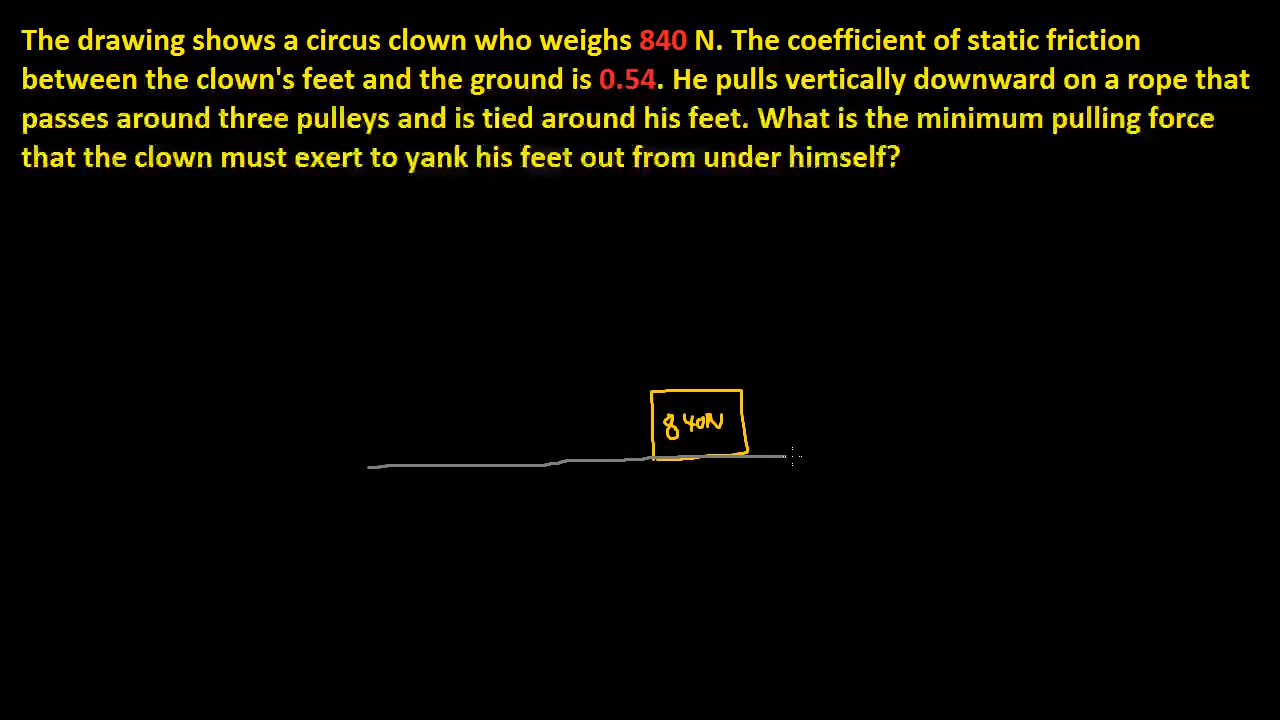 The drawing shows a circus clown who weighs 840 N. The coefficient of static friction
between the clown's feet and the ground is 0.54. He pulls vertically downward on a rope that
passes around three pulleys and is tied around his feet. What is the minimum pulling force
that the clown must exert to yank his feet out from under himself?
840N